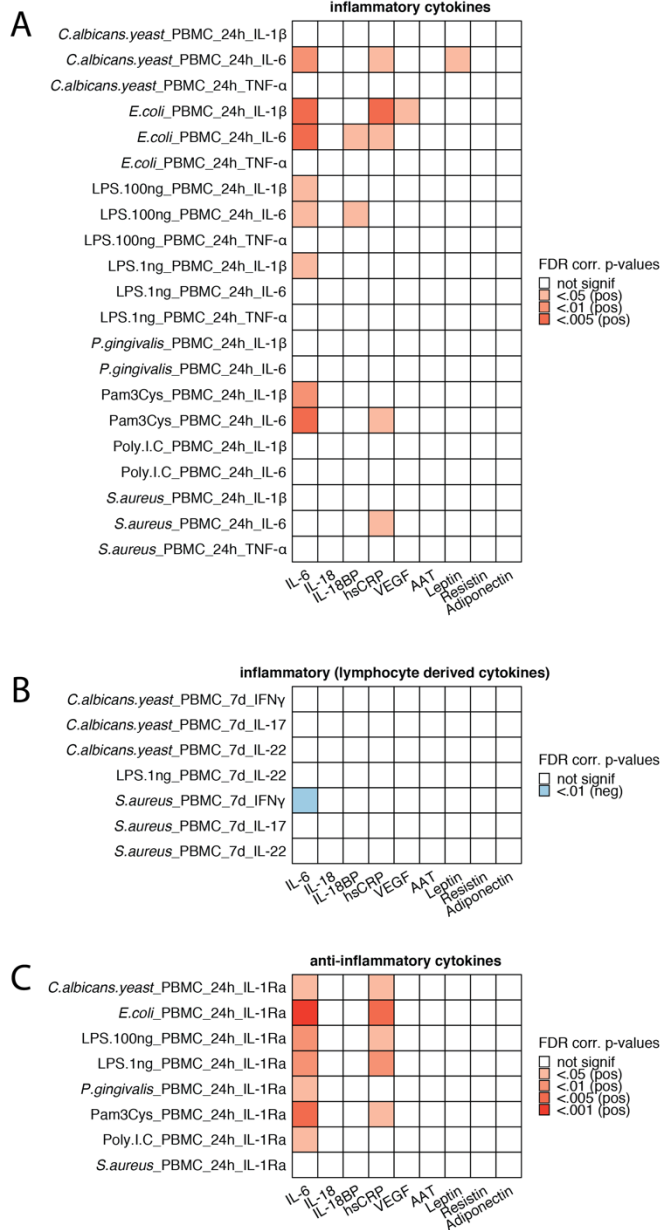 A
inflammatory cytokines
C.albicans.yeast_PBMC_24h_IL-1β
C.albicans.yeast_PBMC_24h_IL-6
C.albicans.yeast_PBMC_24h_TNF-α
E.coli_PBMC_24h_IL-1β
E.coli_PBMC_24h_IL-6
E.coli_PBMC_24h_TNF-α
LPS.100ng_PBMC_24h_IL-1β
LPS.100ng_PBMC_24h_IL-6
LPS.100ng_PBMC_24h_TNF-α
LPS.1ng_PBMC_24h_IL-1β
LPS.1ng_PBMC_24h_IL-6
LPS.1ng_PBMC_24h_TNF-α
P.gingivalis_PBMC_24h_IL-1β
P.gingivalis_PBMC_24h_IL-6
Pam3Cys_PBMC_24h_IL-1β
Pam3Cys_PBMC_24h_IL-6
Poly.I.C_PBMC_24h_IL-1β
Poly.I.C_PBMC_24h_IL-6
S.aureus_PBMC_24h_IL-1β
S.aureus_PBMC_24h_IL-6
S.aureus_PBMC_24h_TNF-α
IL-6
IL-18
IL-18BP
hsCRP
VEGF
AAT
Leptin
Resistin
Adiponectin
FDR corr. p-values
not signif
<.05 (pos)
<.01 (pos)
<.005 (pos)
B
inflammatory (lymphocyte derived cytokines)
C.albicans.yeast_PBMC_7d_IFNγ
C.albicans.yeast_PBMC_7d_IL-17
C.albicans.yeast_PBMC_7d_IL-22
LPS.1ng_PBMC_7d_IL-22
S.aureus_PBMC_7d_IFNγ
S.aureus_PBMC_7d_IL-17
S.aureus_PBMC_7d_IL-22
IL-6
IL-18
IL-18BP
hsCRP
VEGF
AAT
Leptin
Resistin
Adiponectin
FDR corr. p-values
not signif
<.01 (neg)
C
anti-inflammatory cytokines
C.albicans.yeast_PBMC_24h_IL-1Ra
E.coli_PBMC_24h_IL-1Ra
LPS.100ng_PBMC_24h_IL-1Ra
LPS.1ng_PBMC_24h_IL-1Ra
P.gingivalis_PBMC_24h_IL-1Ra
Pam3Cys_PBMC_24h_IL-1Ra
Poly.I.C_PBMC_24h_IL-1Ra
S.aureus_PBMC_24h_IL-1Ra
IL-6
IL-18
IL-18BP
hsCRP
VEGF
AAT
Leptin
Resistin
Adiponectin
FDR corr. p-values
not signif
<.05 (pos)
<.01 (pos)
<.005 (pos)
<.001 (pos)